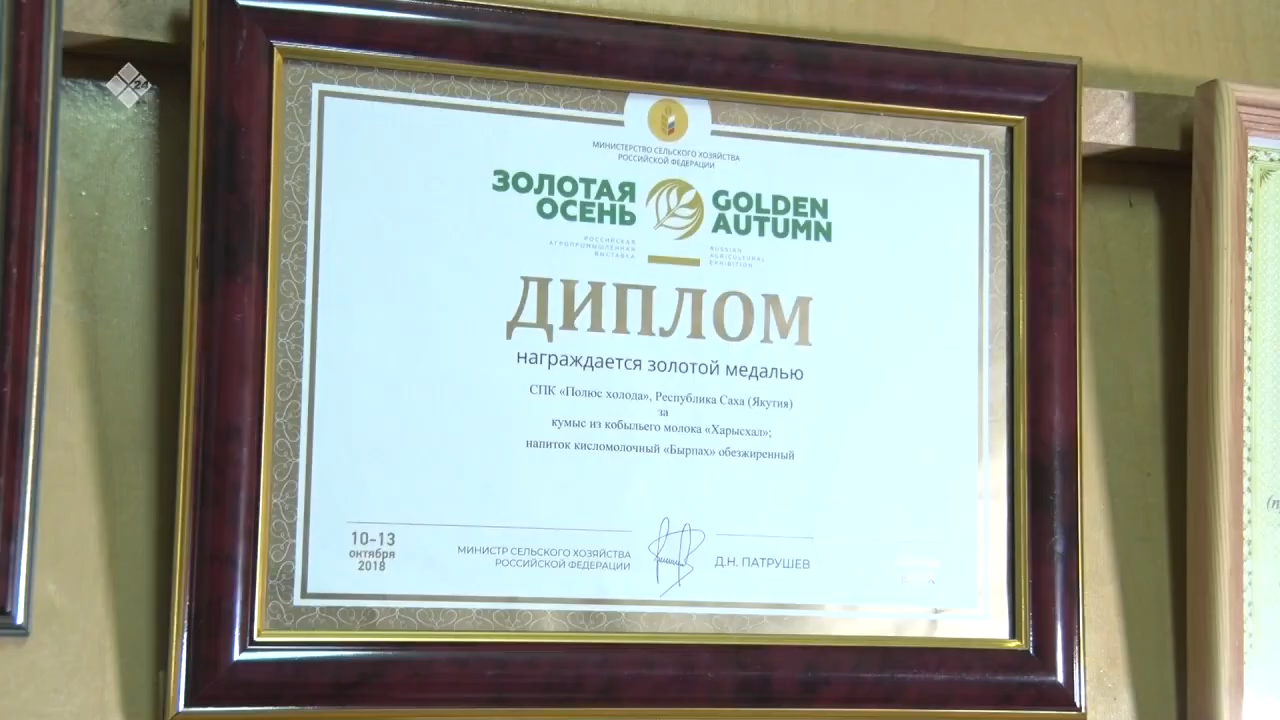 24
МИНИСТЕРСТВО СЕЛЬСКОГО ХОЗЯЙСТВА
РОССИЙСКОЙ ФЕДЕРАЦИИ
ЗОЛОТАЯ
ОСЕНЬ
GOLDEN
AUTUMN
РОССИЙСКАЯ
АГРОПРОМЫШЛЕННАЯ
ВЫСТАВКА
RUSSIAN
AGRICULTURAL
EXHIBITION
ДИПЛОМ
награждается золотой медалью
СПК «Полюс холода», Республика Саха (Якутия)
за
кумыс из кобыльего молока «Харысхал»;
напиток кисломолочный «Бырпах» обезжиренный
10-13
октября
2018
МИНИСТР СЕЛЬСКОГО ХОЗЯЙСТВА
РОССИЙСКОЙ ФЕДЕРАЦИИ
Д.Н. ПАТРУШЕВ